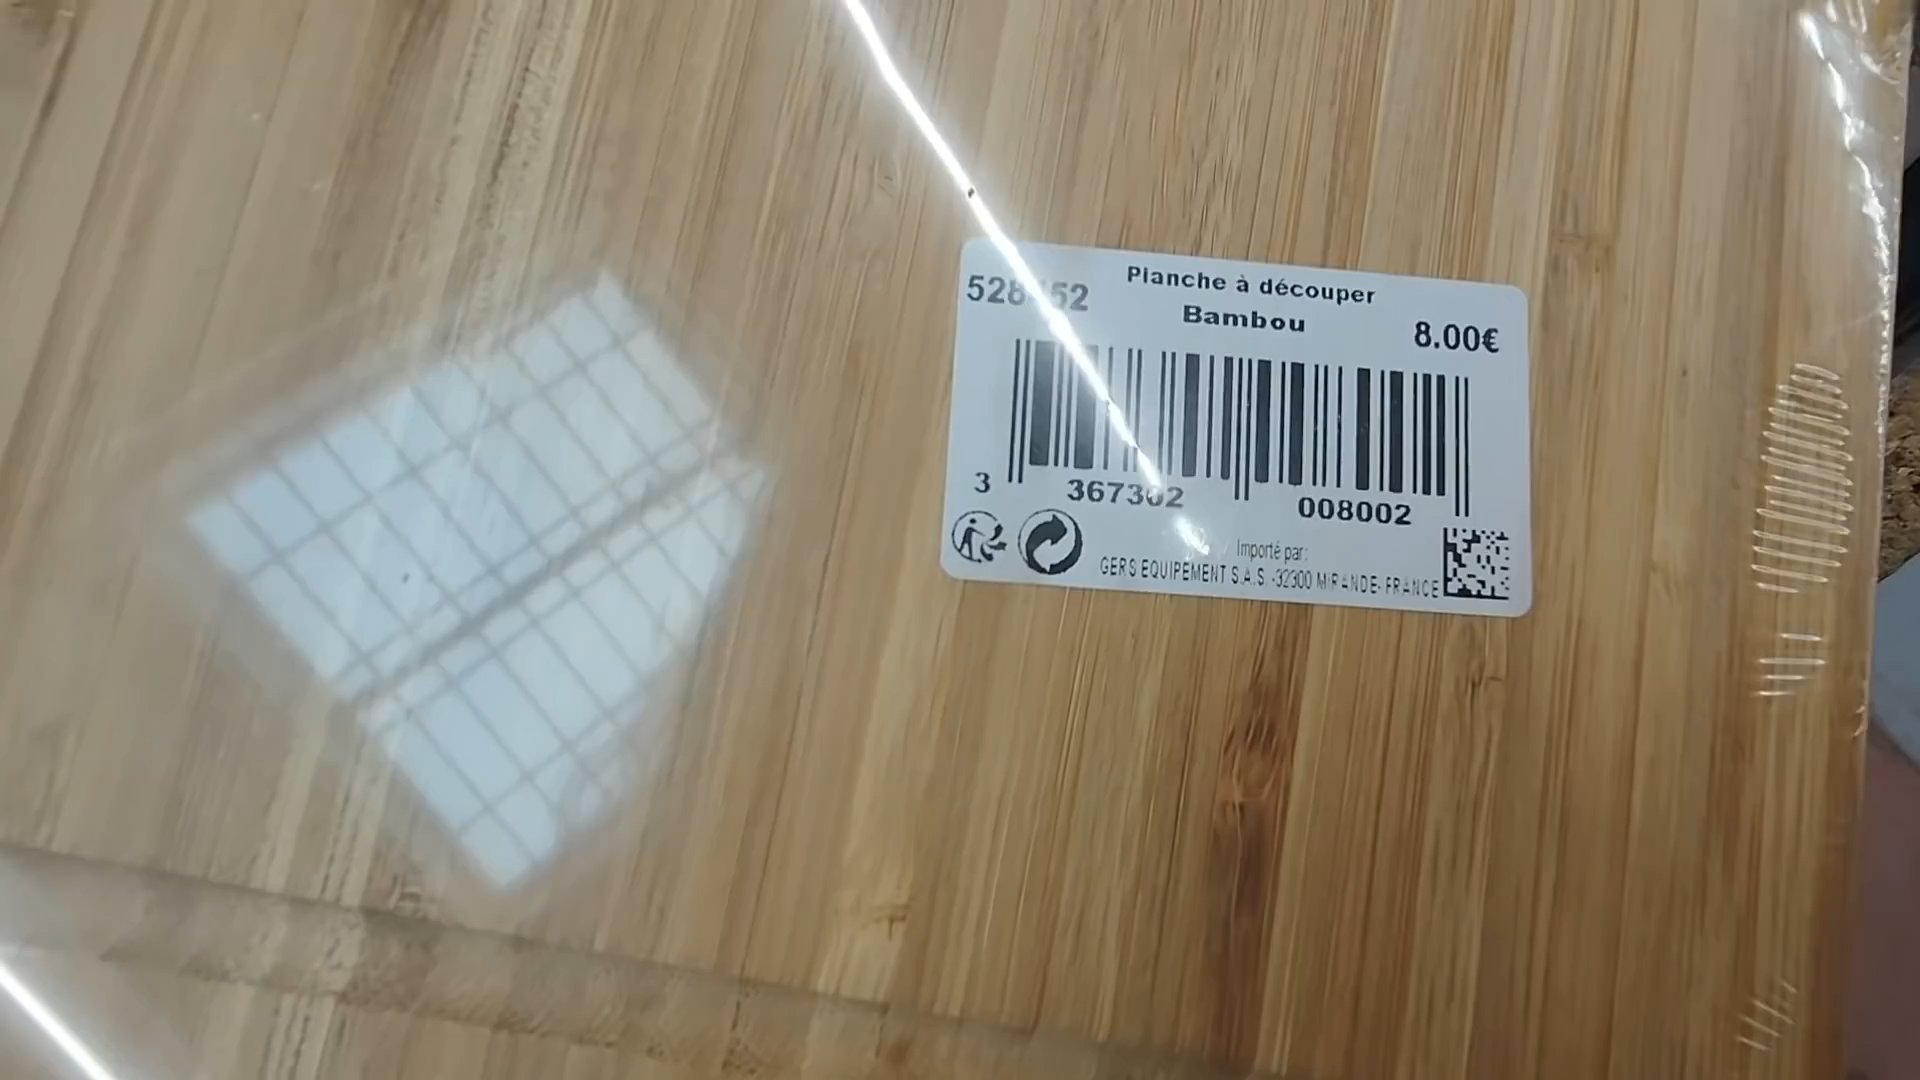 Planche à découper
Bambou
8.00€
3 367302 008002
Importé par:
GERS EQUIPEMENT S.A.S -32300 MIRANDE- FRANCE